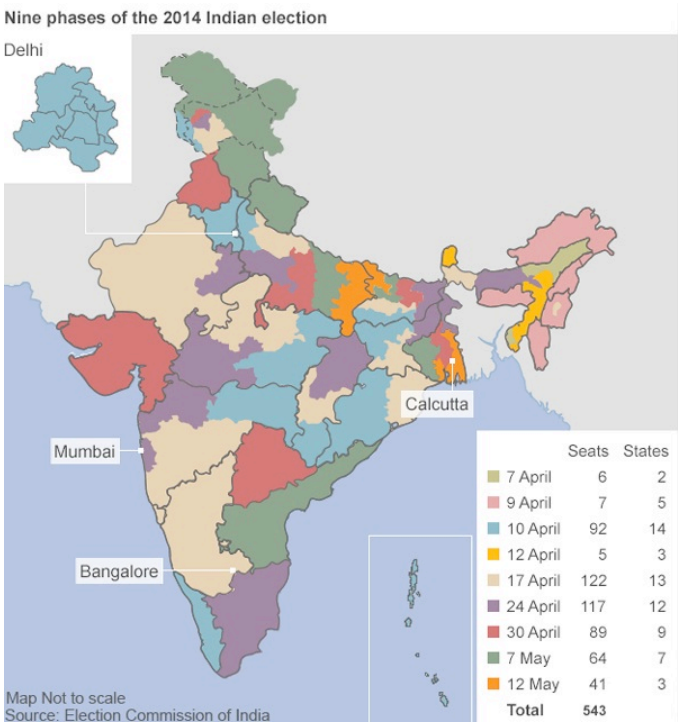 Nine phases of the 2014 Indian election
Delhi
Calcutta
Mumbai
Bangalore
Seats States
7 April 6 2
9 April 7 5
10 April 92 14
12 April 5 3
17 April 122 13
24 April 117 12
30 April 89 9
7 May 64 7
12 May 41 3
Total 543
Map Not to scale
Source: Election Commission of India